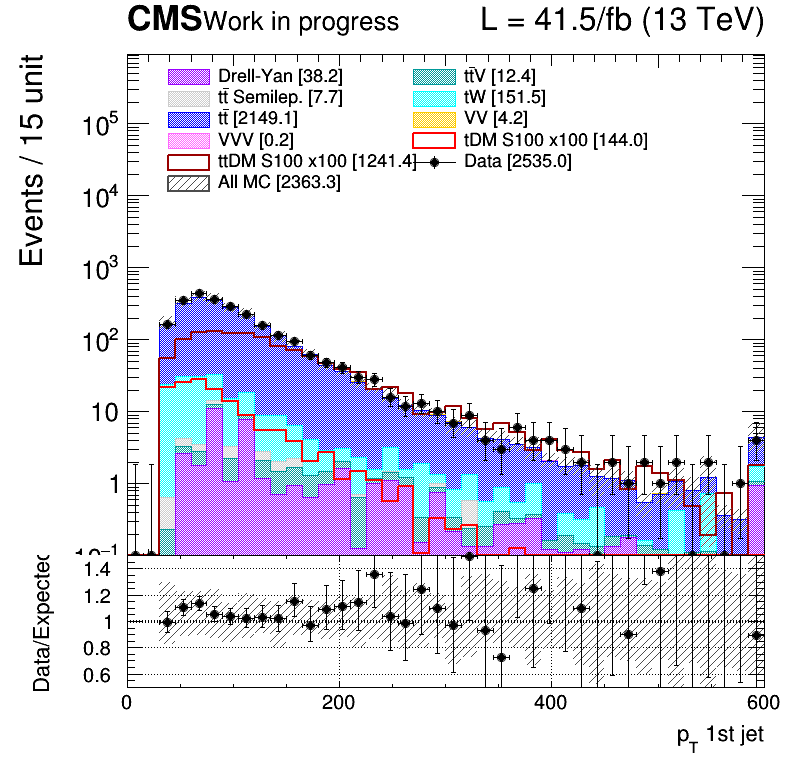 CMS Work in progress L = 41.5/fb (13 TeV)
Drell-Yan [38.2] tt̄V [12.4]
tt̄ Semilep. [7.7] tW [151.5]
tt̄ [2149.1] VV [4.2]
VVV [0.2] tDM S100 x100 [144.0]
ttDM S100 x100 [1241.4] Data [2535.0]
All MC [2363.3]
Events / 15 unit
10⁵
10⁴
10³
10²
10
1
10⁻¹
Data/Expected
1.4
1.2
1
0.8
0.6
0 200 400 600
p_T 1st jet